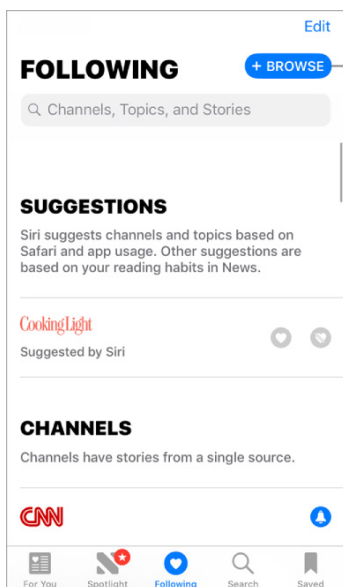 Edit
FOLLOWING
+ BROWSE
Channels, Topics, and Stories
SUGGESTIONS
Siri suggests channels and topics based on
Safari and app usage. Other suggestions are
based on your reading habits in News.
CookingLight
Suggested by Siri
CHANNELS
Channels have stories from a single source.
CNN
For You
Spotlight
Following
Search
Saved